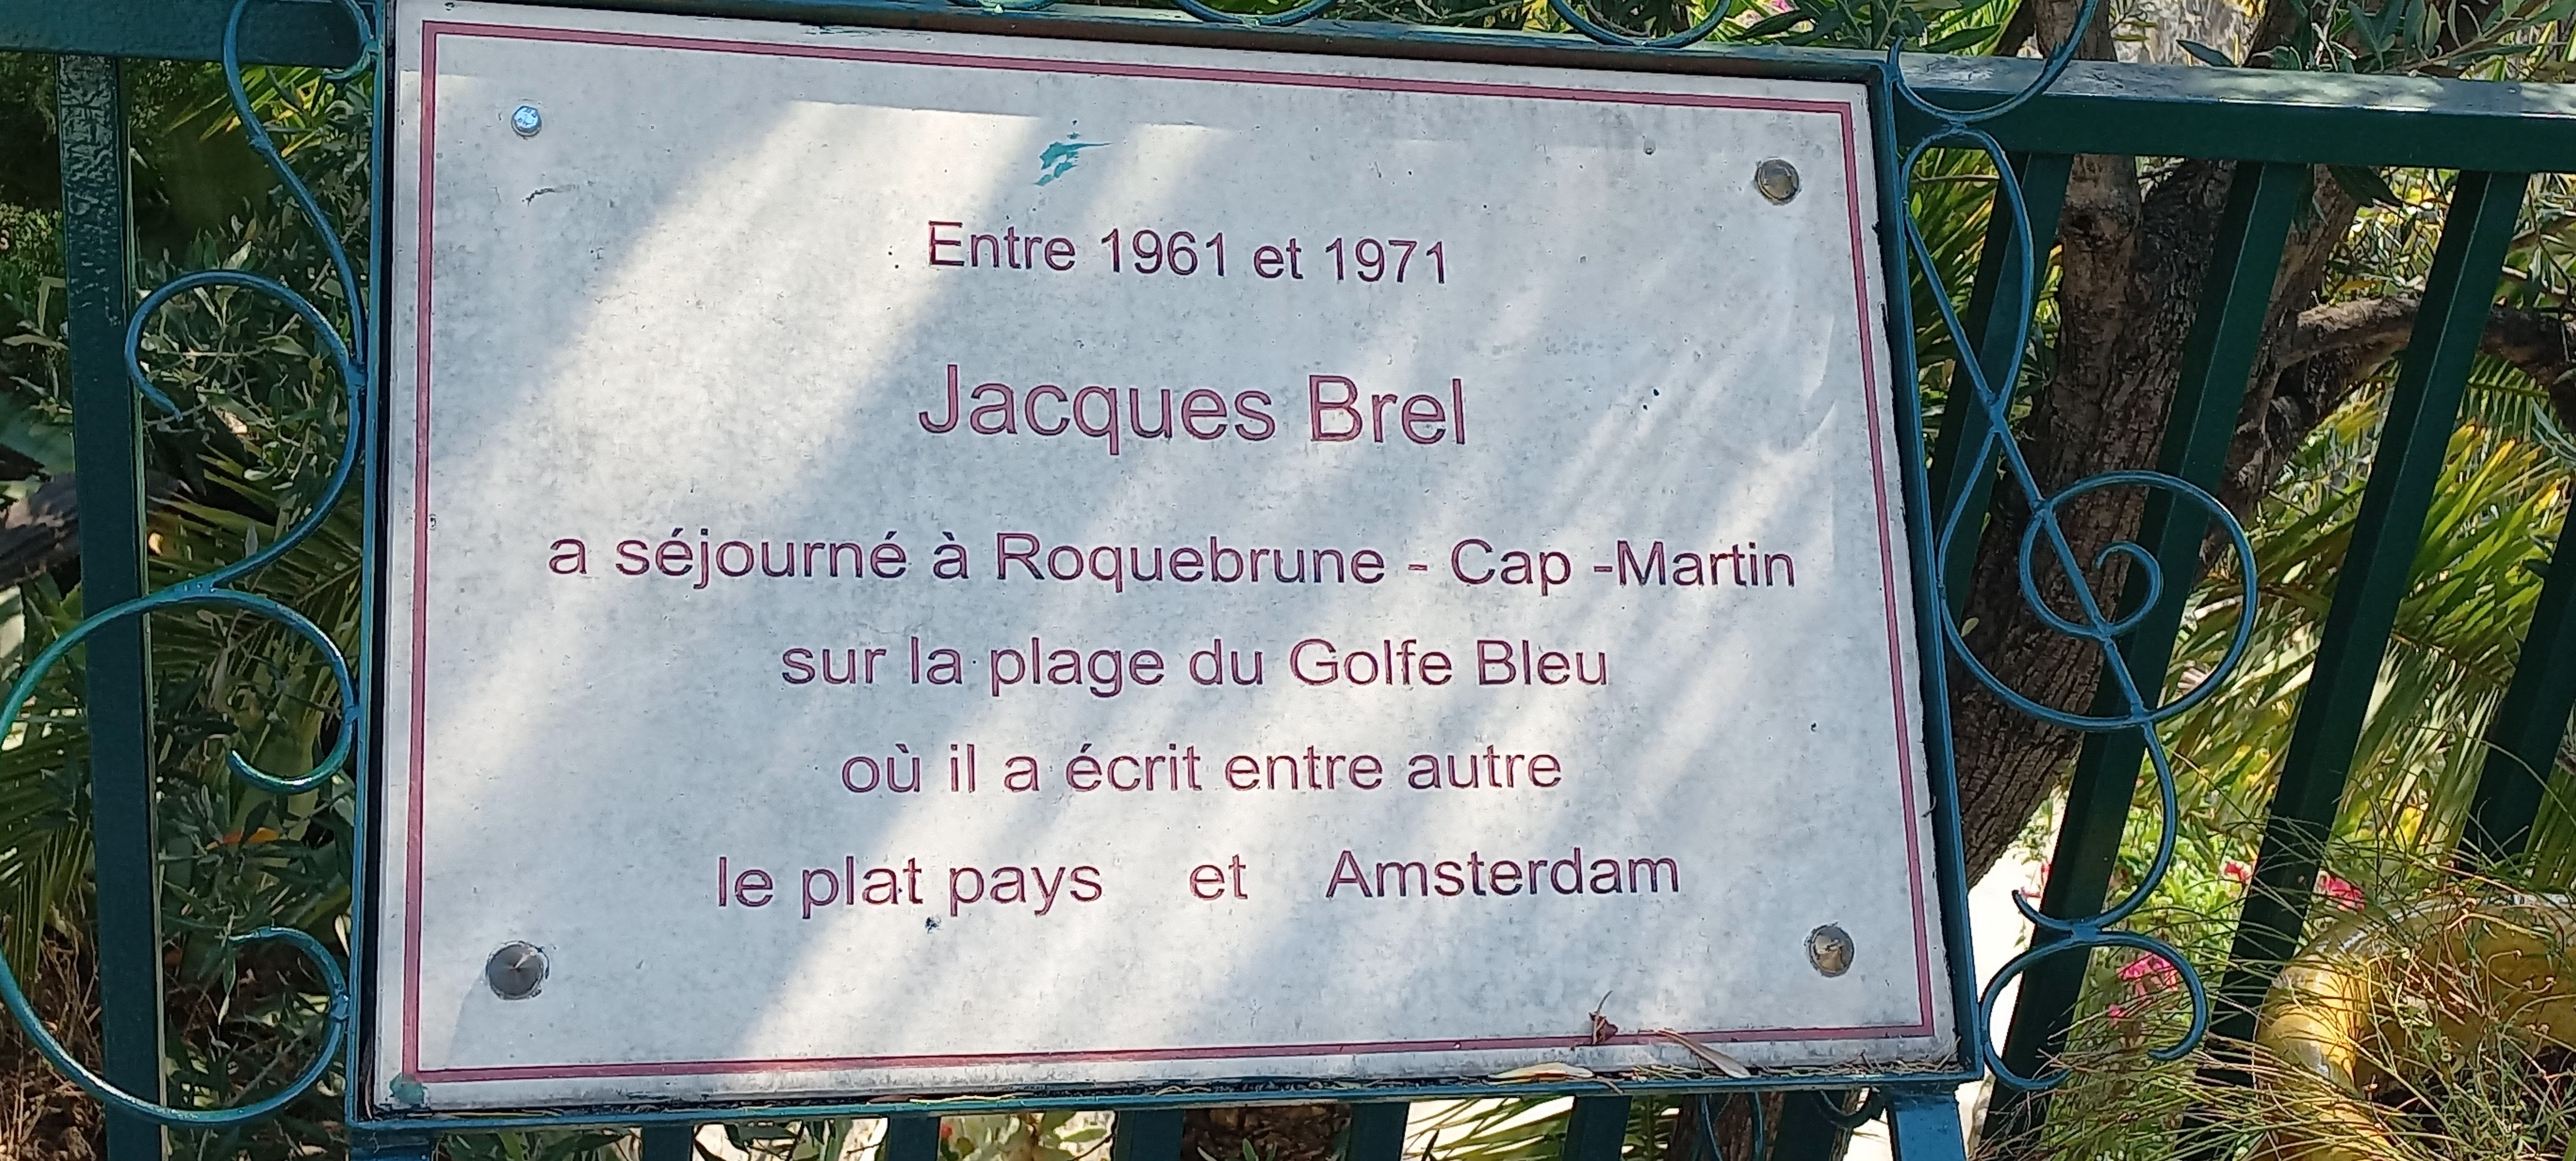 Entre 1961 et 1971
Jacques Brel
a séjourné à Roquebrune - Cap -Martin
sur la plage du Golfe Bleu
où il a écrit entre autre
le plat pays et Amsterdam